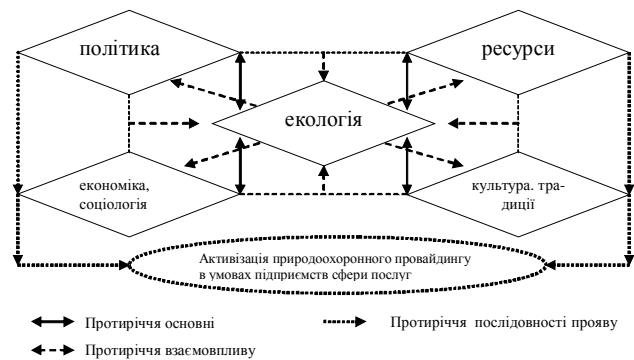 політика
ресурси
екологія
економіка,
соціологія
культура. тра-
диції
Активізація природоохоронного провайдингу
в умовах підприємств сфери послуг
Протиріччя основні
Протиріччя послідовності прояву
Протиріччя взаємовпливу